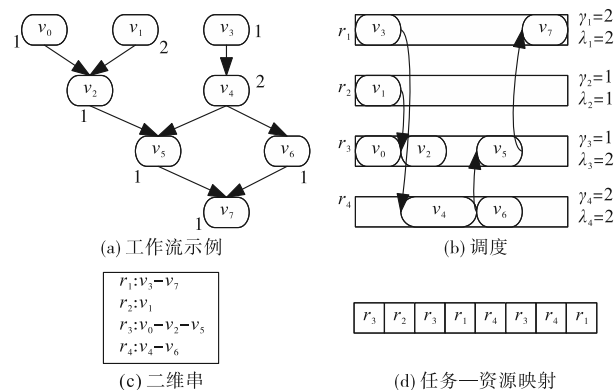 v₀ v₁ v₃ 1
1 2
v₂ v₄ 2
1
v₅ v₆
1 1
v₇
1
(a) 工作流示例
r₁ v₃ v₇ γ₁=2
λ₁=2
r₂ v₁ γ₂=1
λ₂=1
r₃ v₀ v₂ v₅ γ₃=1
λ₃=2
r₄ v₄ v₆ γ₄=2
λ₄=2
(b) 调度
r₁:v₃-v₇
r₂:v₁
r₃:v₀-v₂-v₅
r₄:v₄-v₆
(c) 二维串
r₃ r₂ r₃ r₁ r₄ r₃ r₄ r₁
(d) 任务—资源映射